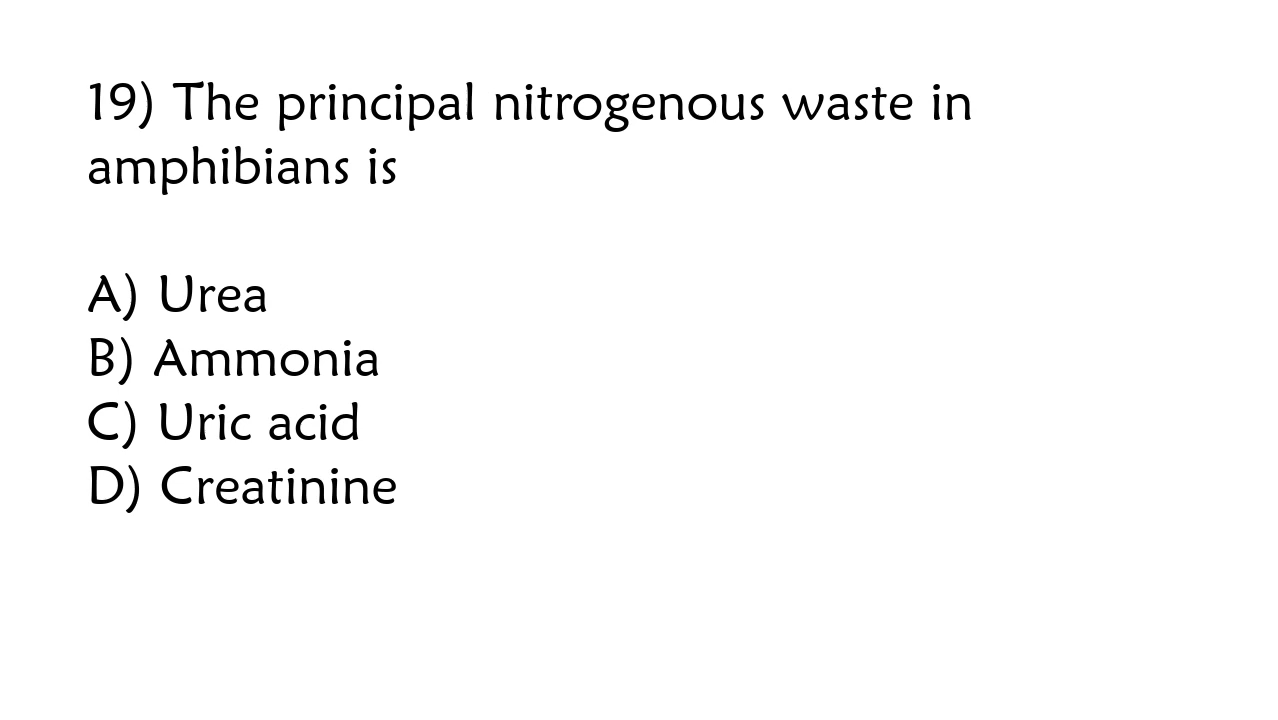 19) The principal nitrogenous waste in
amphibians is
A) Urea
B) Ammonia
C) Uric acid
D) Creatinine